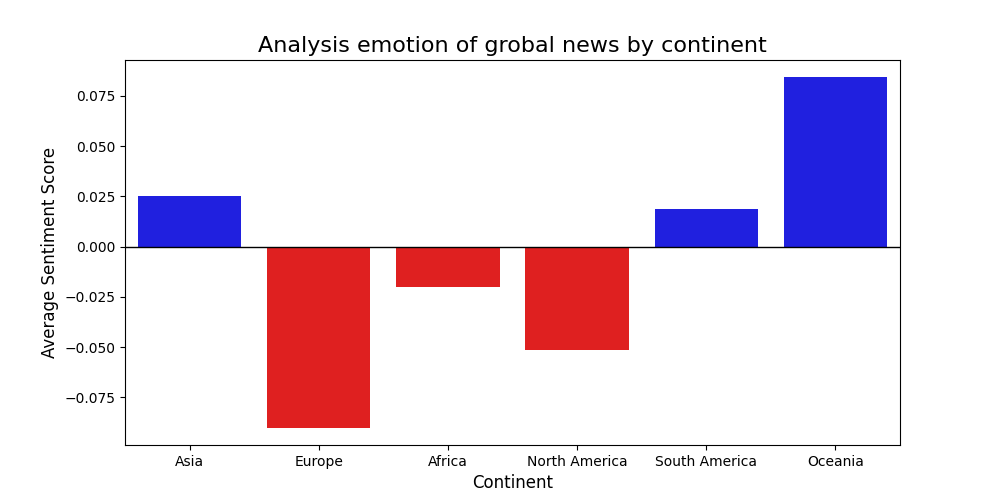 Analysis emotion of grobal news by continent
0.075
0.050
0.025
0.000
−0.025
−0.050
−0.075
Average Sentiment Score
Asia Europe Africa North America South America Oceania
Continent